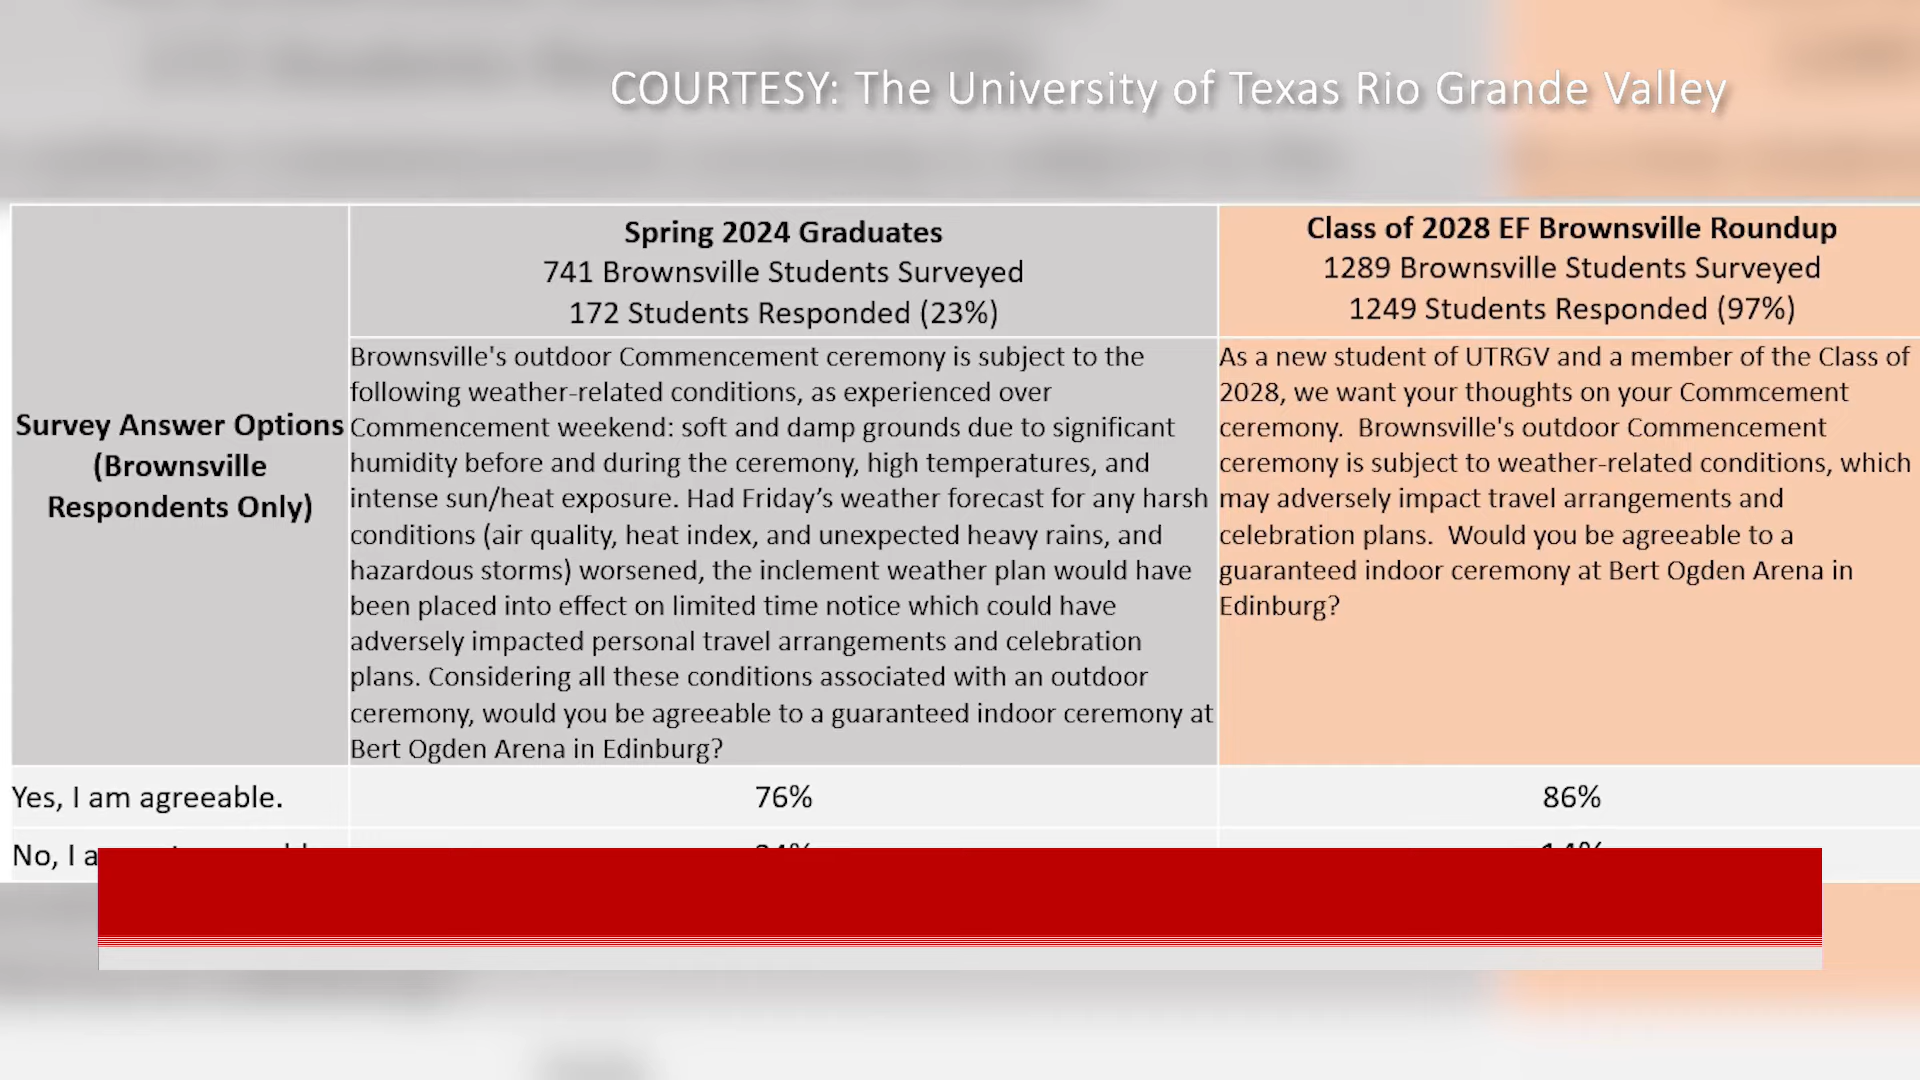 COURTESY: The University of Texas Rio Grande Valley
Survey Answer Options
(Brownsville
Respondents Only)
Spring 2024 Graduates
741 Brownsville Students Surveyed
172 Students Responded (23%)
Class of 2028 EF Brownsville Roundup
1289 Brownsville Students Surveyed
1249 Students Responded (97%)
Brownsville's outdoor Commencement ceremony is subject to the
following weather-related conditions, as experienced over
Commencement weekend: soft and damp grounds due to significant
humidity before and during the ceremony, high temperatures, and
intense sun/heat exposure. Had Friday’s weather forecast for any harsh
conditions (air quality, heat index, and unexpected heavy rains, and
hazardous storms) worsened, the inclement weather plan would have
been placed into effect on limited time notice which could have
adversely impacted personal travel arrangements and celebration
plans. Considering all these conditions associated with an outdoor
ceremony, would you be agreeable to a guaranteed indoor ceremony at
Bert Ogden Arena in Edinburg?
As a new student of UTRGV and a member of the Class of
2028, we want your thoughts on your Commcement
ceremony.  Brownsville's outdoor Commencement
ceremony is subject to weather-related conditions, which
may adversely impact travel arrangements and
celebration plans.  Would you be agreeable to a
guaranteed indoor ceremony at Bert Ogden Arena in
Edinburg?
Yes, I am agreeable.
76%
86%
No, I
14%